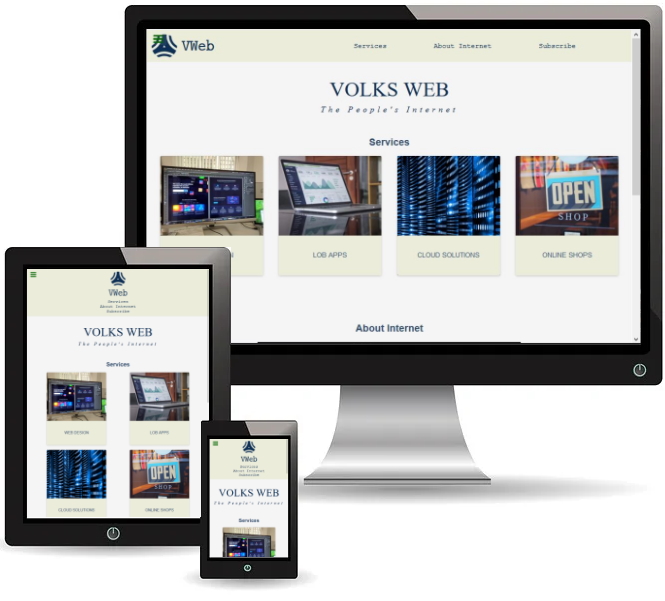 VWeb
Services
About Internet
Subscribe
VOLKS WEB
The People's Internet
Services
OPEN
SHOP
LOB APPS
CLOUD SOLUTIONS
ONLINE SHOPS
About internet
VWeb
Services
About Internet
Subscribe
VOLKS WEB
The People's Internet
Services
WEB DESIGN
LOB APPS
OPEN
SHOP
CLOUD SOLUTIONS
ONLINE SHOPS
VWeb
Services
About Internet
Subscribe
VOLKS WEB
The People's Internet
Services